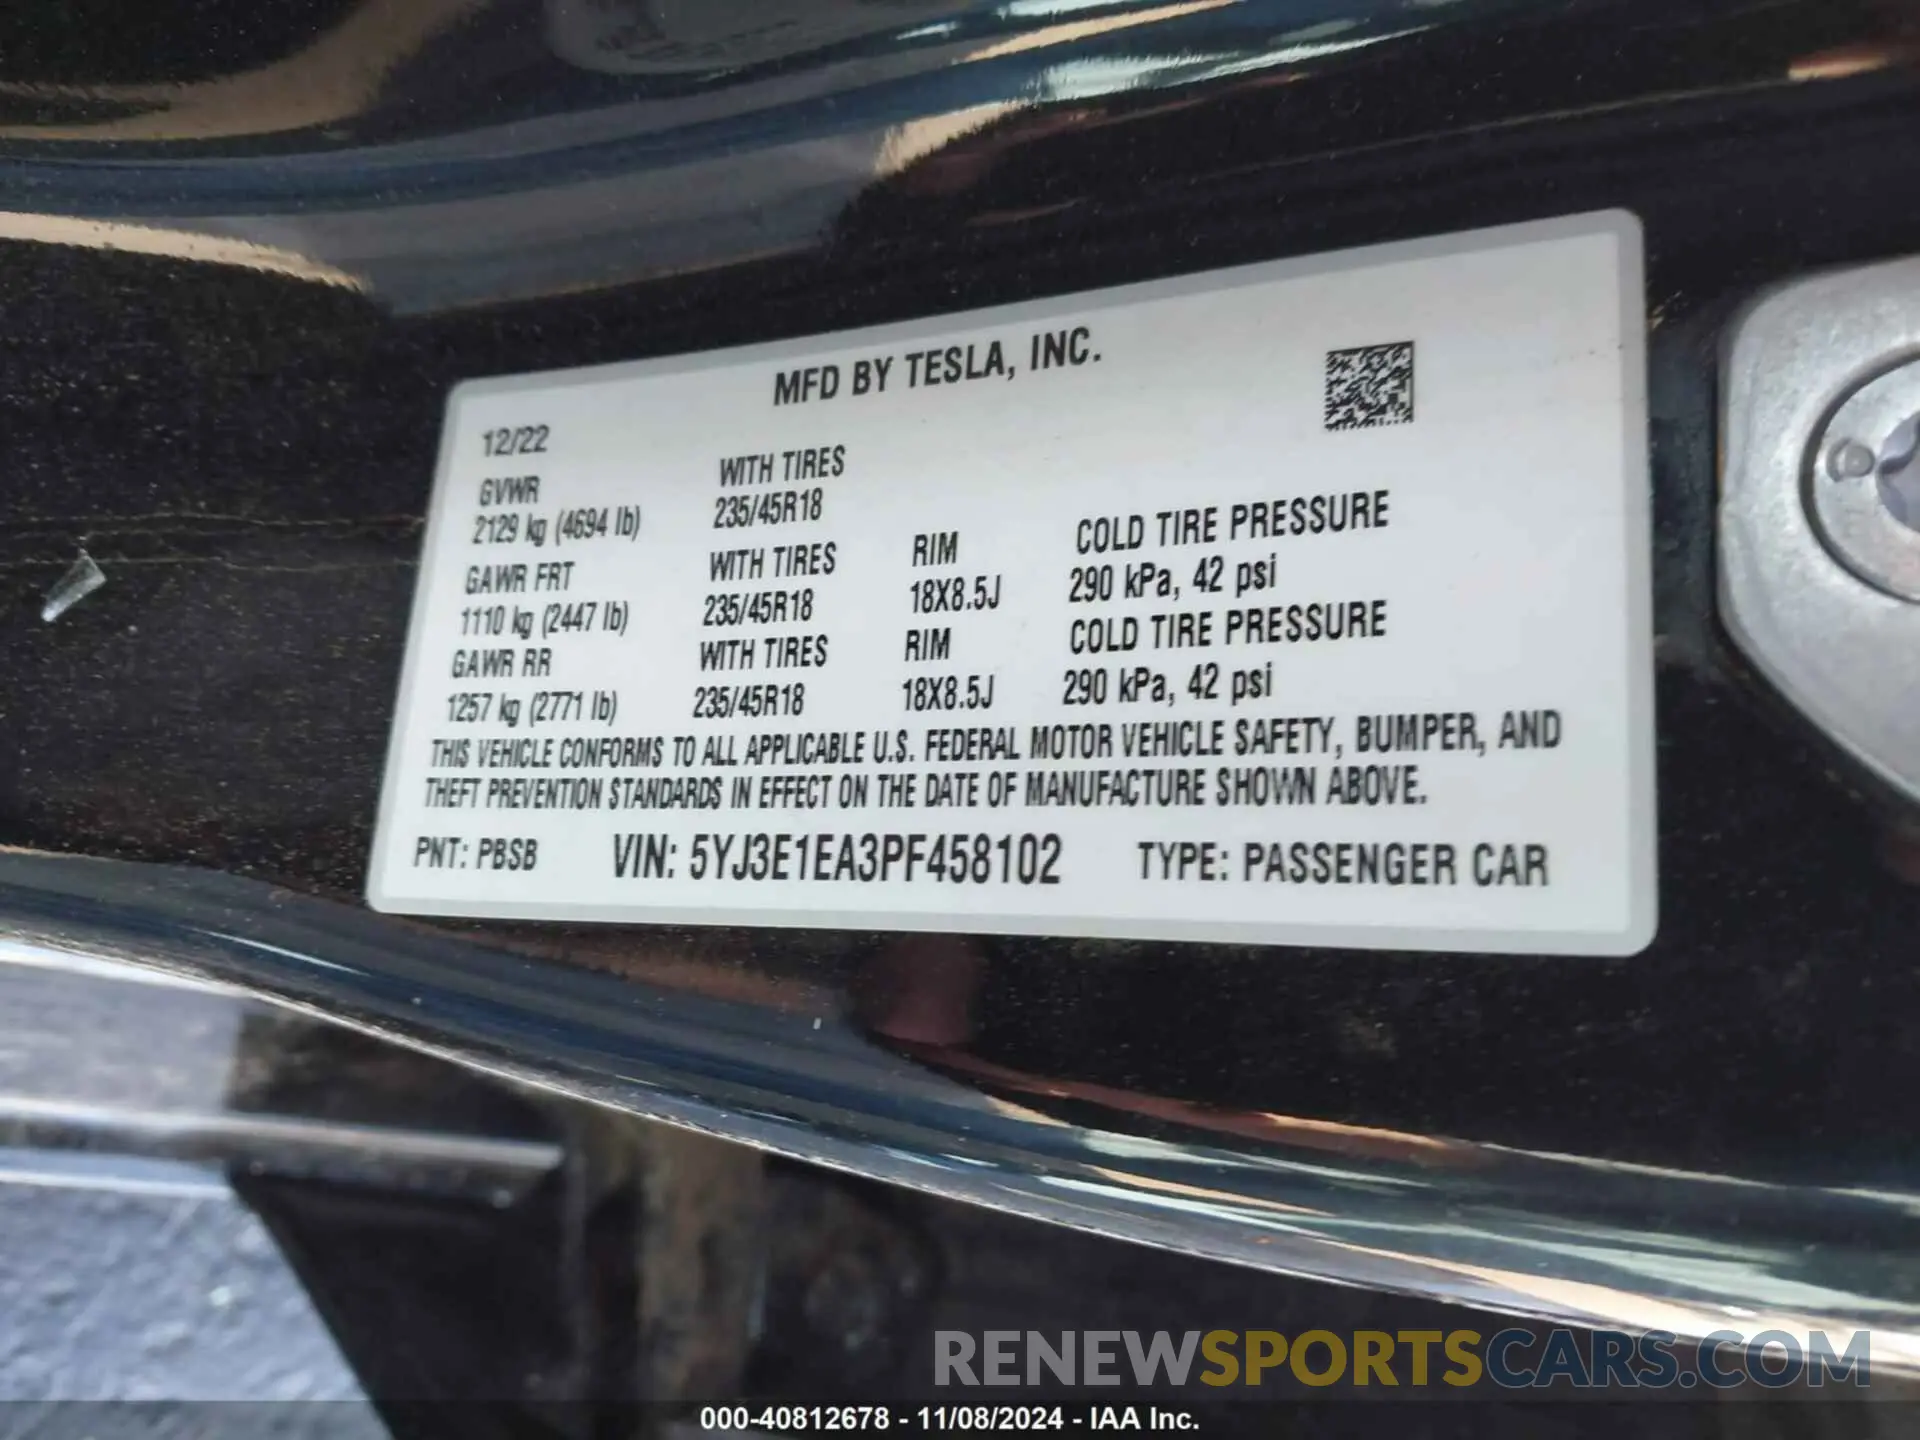 MFD BY TESLA, INC.
12/22
GVWR WITH TIRES
2129 kg (4694 lb) 235/45R18
GAWR FRT WITH TIRES RIM COLD TIRE PRESSURE
1110 kg (2447 lb) 235/45R18 18X8.5J 290 kPa, 42 psi
GAWR RR WITH TIRES RIM COLD TIRE PRESSURE
1257 kg (2771 lb) 235/45R18 18X8.5J 290 kPa, 42 psi
THIS VEHICLE CONFORMS TO ALL APPLICABLE U.S. FEDERAL MOTOR VEHICLE SAFETY, BUMPER, AND
THEFT PREVENTION STANDARDS IN EFFECT ON THE DATE OF MANUFACTURE SHOWN ABOVE.
PNT: PBSB VIN: 5YJ3E1EA3PF458102 TYPE: PASSENGER CAR
RENEWSPORTSCARS.COM
000-40812678 - 11/08/2024 - IAA Inc.